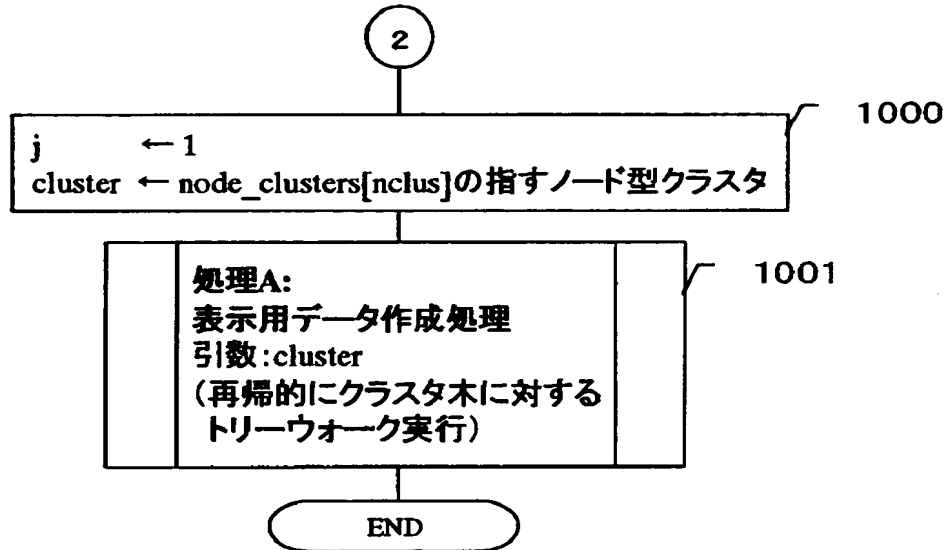 2
1000
j ← 1
cluster ← node_clusters[nclus]の指すノード型クラスタ
1001
処理A:
表示用データ作成処理
引数:cluster
(再帰的にクラスタ木に対する
トリーウォーク実行)
END